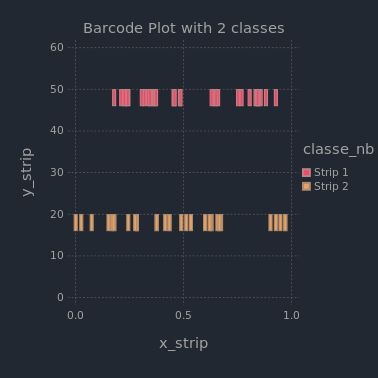 Barcode Plot with 2 classes
60
50
40
30
20
10
0
y_strip
0.0
0.5
1.0
x_strip
classe_nb
Strip 1
Strip 2